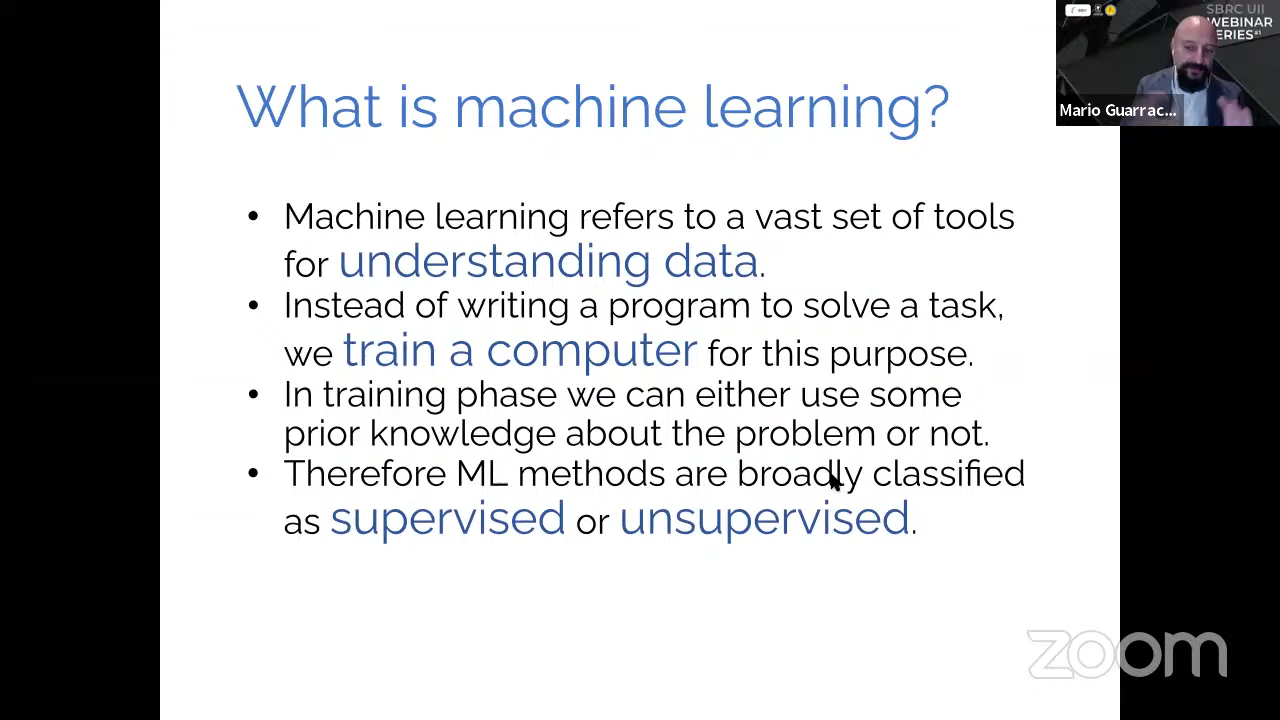 SBRC UII
WEBINAR
ERIES#1
Mario Guarrac...
What is machine learning?
• Machine learning refers to a vast set of tools
for understanding data.
• Instead of writing a program to solve a task,
we train a computer for this purpose.
• In training phase we can either use some
prior knowledge about the problem or not.
• Therefore ML methods are broadly classified
as supervised or unsupervised.
zoom